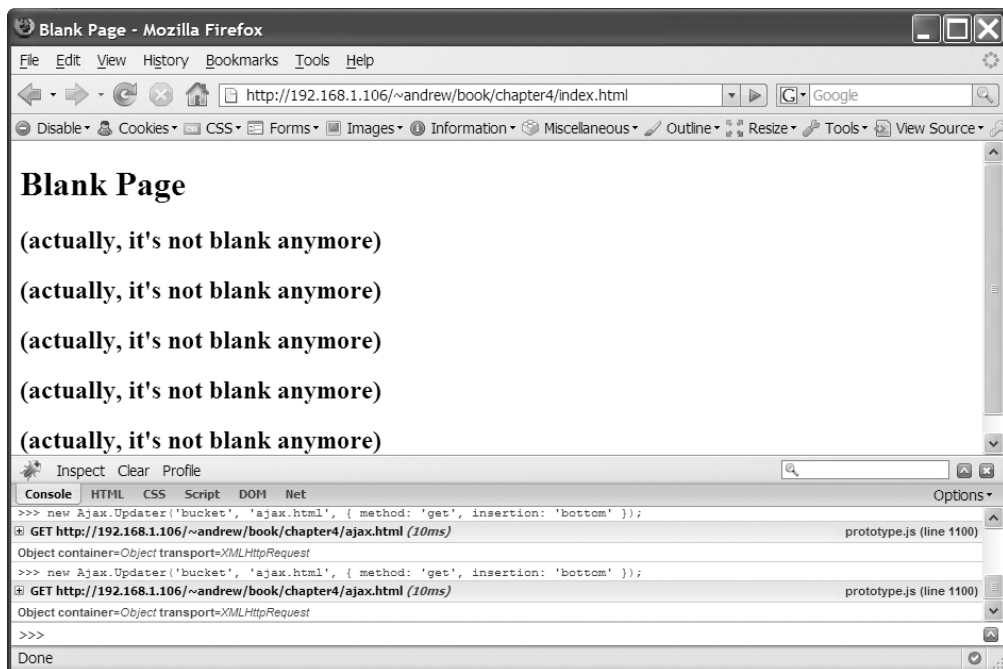 Blank Page - Mozilla Firefox
File Edit View History Bookmarks Tools Help
http://192.168.1.106/~andrew/book/chapter4/index.html G Google
Disable Cookies CSS Forms Images Information Miscellaneous Outline Resize Tools View Source
Blank Page
(actually, it's not blank anymore)
(actually, it's not blank anymore)
(actually, it's not blank anymore)
(actually, it's not blank anymore)
(actually, it's not blank anymore)
Inspect Clear Profile
Console HTML CSS Script DOM Net Options
>>> new Ajax.Updater('bucket', 'ajax.html', { method: 'get', insertion: 'bottom' });
GET http://192.168.1.106/~andrew/book/chapter4/ajax.html (10ms) prototype.js (line 1100)
Object container=Object transport=XMLHttpRequest
>>> new Ajax.Updater('bucket', 'ajax.html', { method: 'get', insertion: 'bottom' });
GET http://192.168.1.106/~andrew/book/chapter4/ajax.html (10ms) prototype.js (line 1100)
Object container=Object transport=XMLHttpRequest
>>>
Done